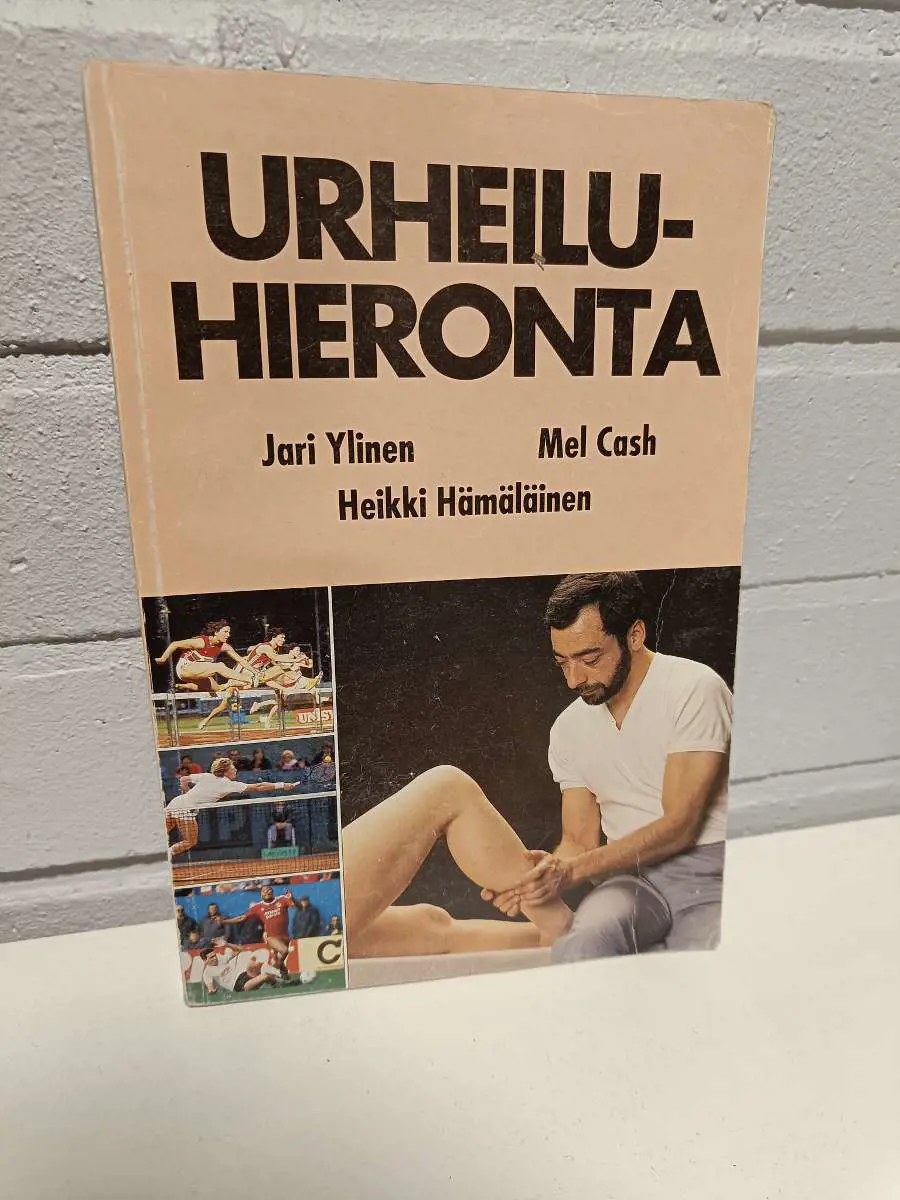 URHEILU-
HIERONTA
Jari Ylinen
Mel Cash
Heikki Hämäläinen
C